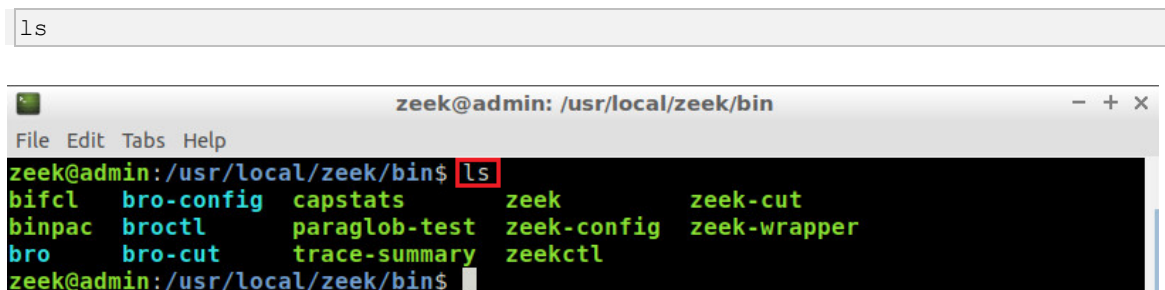 ls
zeek@admin: /usr/local/zeek/bin
File Edit Tabs Help
zeek@admin:/usr/local/zeek/bin$ ls
bifcl bro-config capstats zeek zeek-cut
binpac broctl paraglob-test zeek-config zeek-wrapper
bro bro-cut trace-summary zeekctl
zeek@admin:/usr/local/zeek/bin$